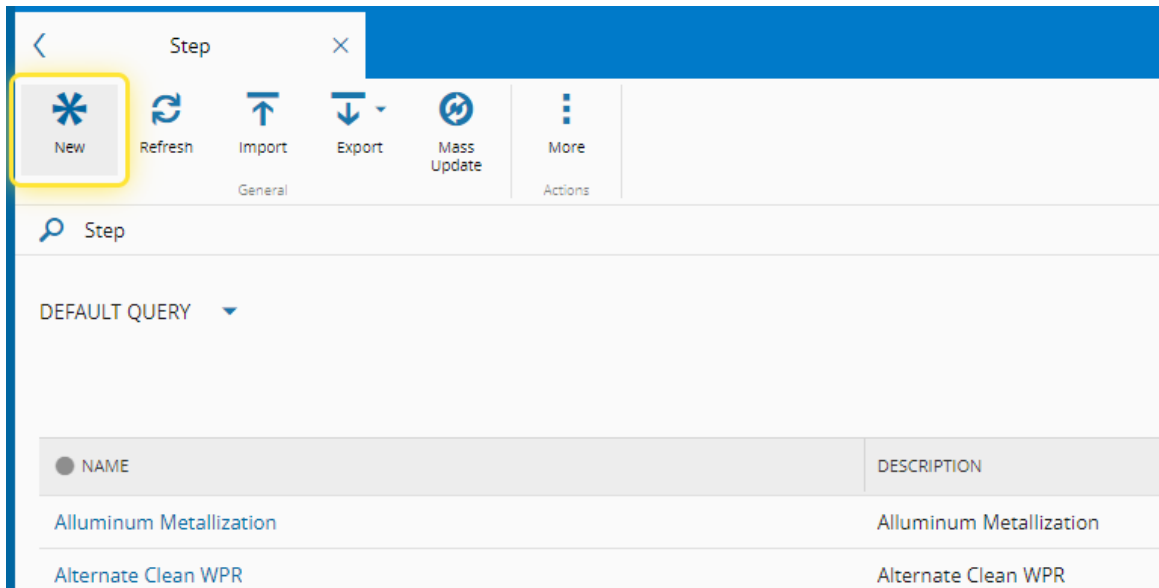 Step
New
Refresh
Import
Export
Mass
Update
More
General
Actions
Step
DEFAULT QUERY
NAME DESCRIPTION
Alluminum Metallization Alluminum Metallization
Alternate Clean WPR Alternate Clean WPR